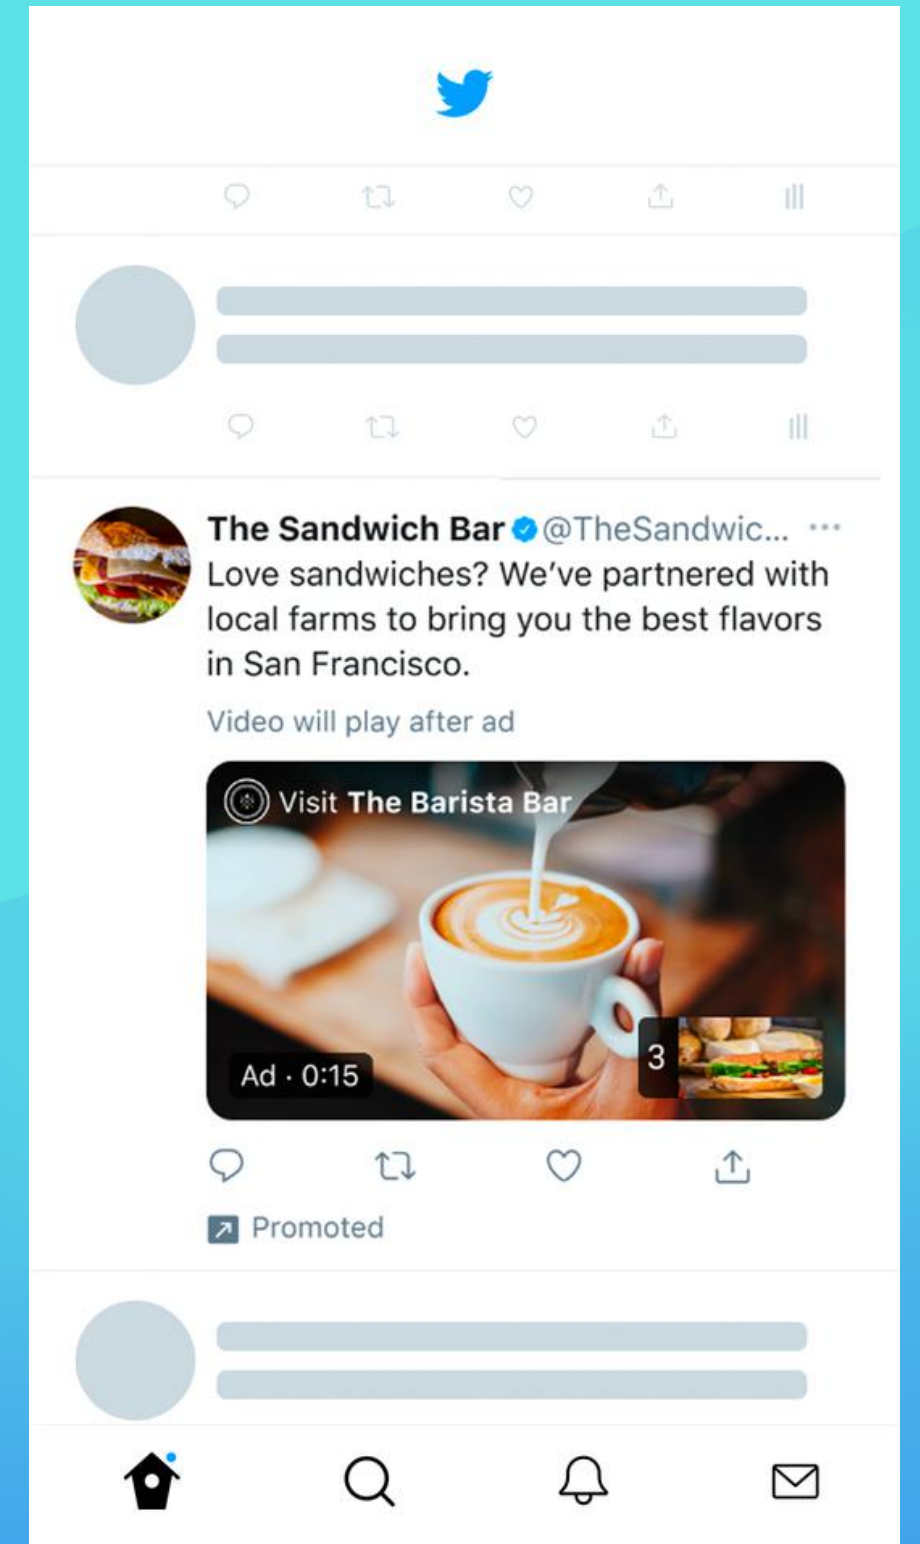 The Sandwich Bar @TheSandwic... ...
Love sandwiches? We’ve partnered with
local farms to bring you the best flavors
in San Francisco.
Video will play after ad
Visit The Barista Bar
Ad · 0:15
3
Promoted